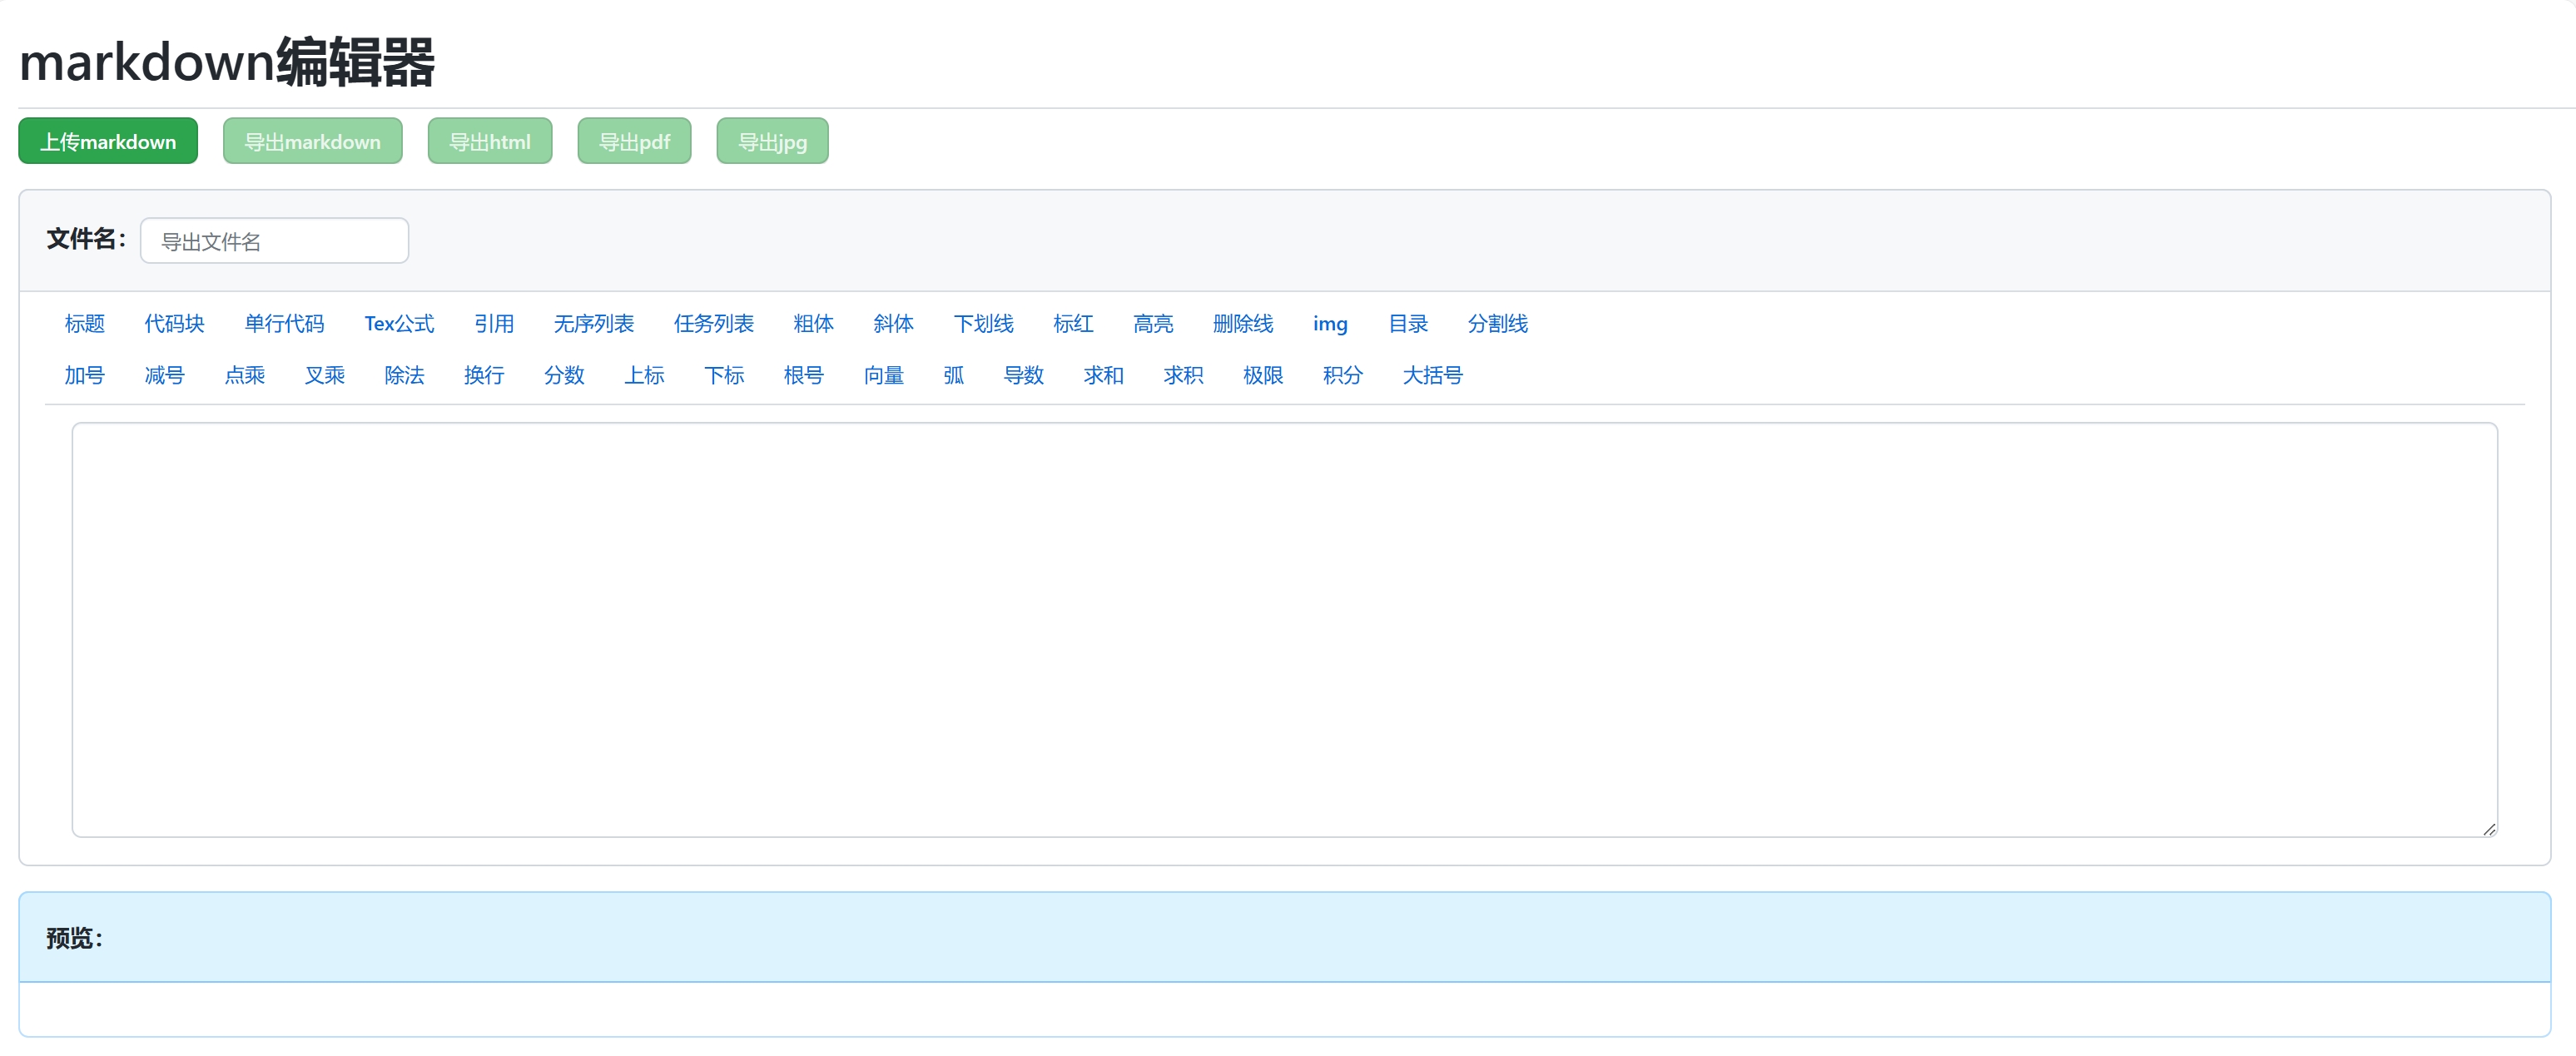 markdown编辑器
上传markdown 导出markdown 导出html 导出pdf 导出jpg
文件名： 导出文件名
标题 代码块 单行代码 Tex公式 引用 无序列表 任务列表 粗体 斜体 下划线 标红 高亮 删除线 img 目录 分割线
加号 减号 点乘 叉乘 除法 换行 分数 上标 下标 根号 向量 弧 导数 求和 求积 极限 积分 大括号
预览：